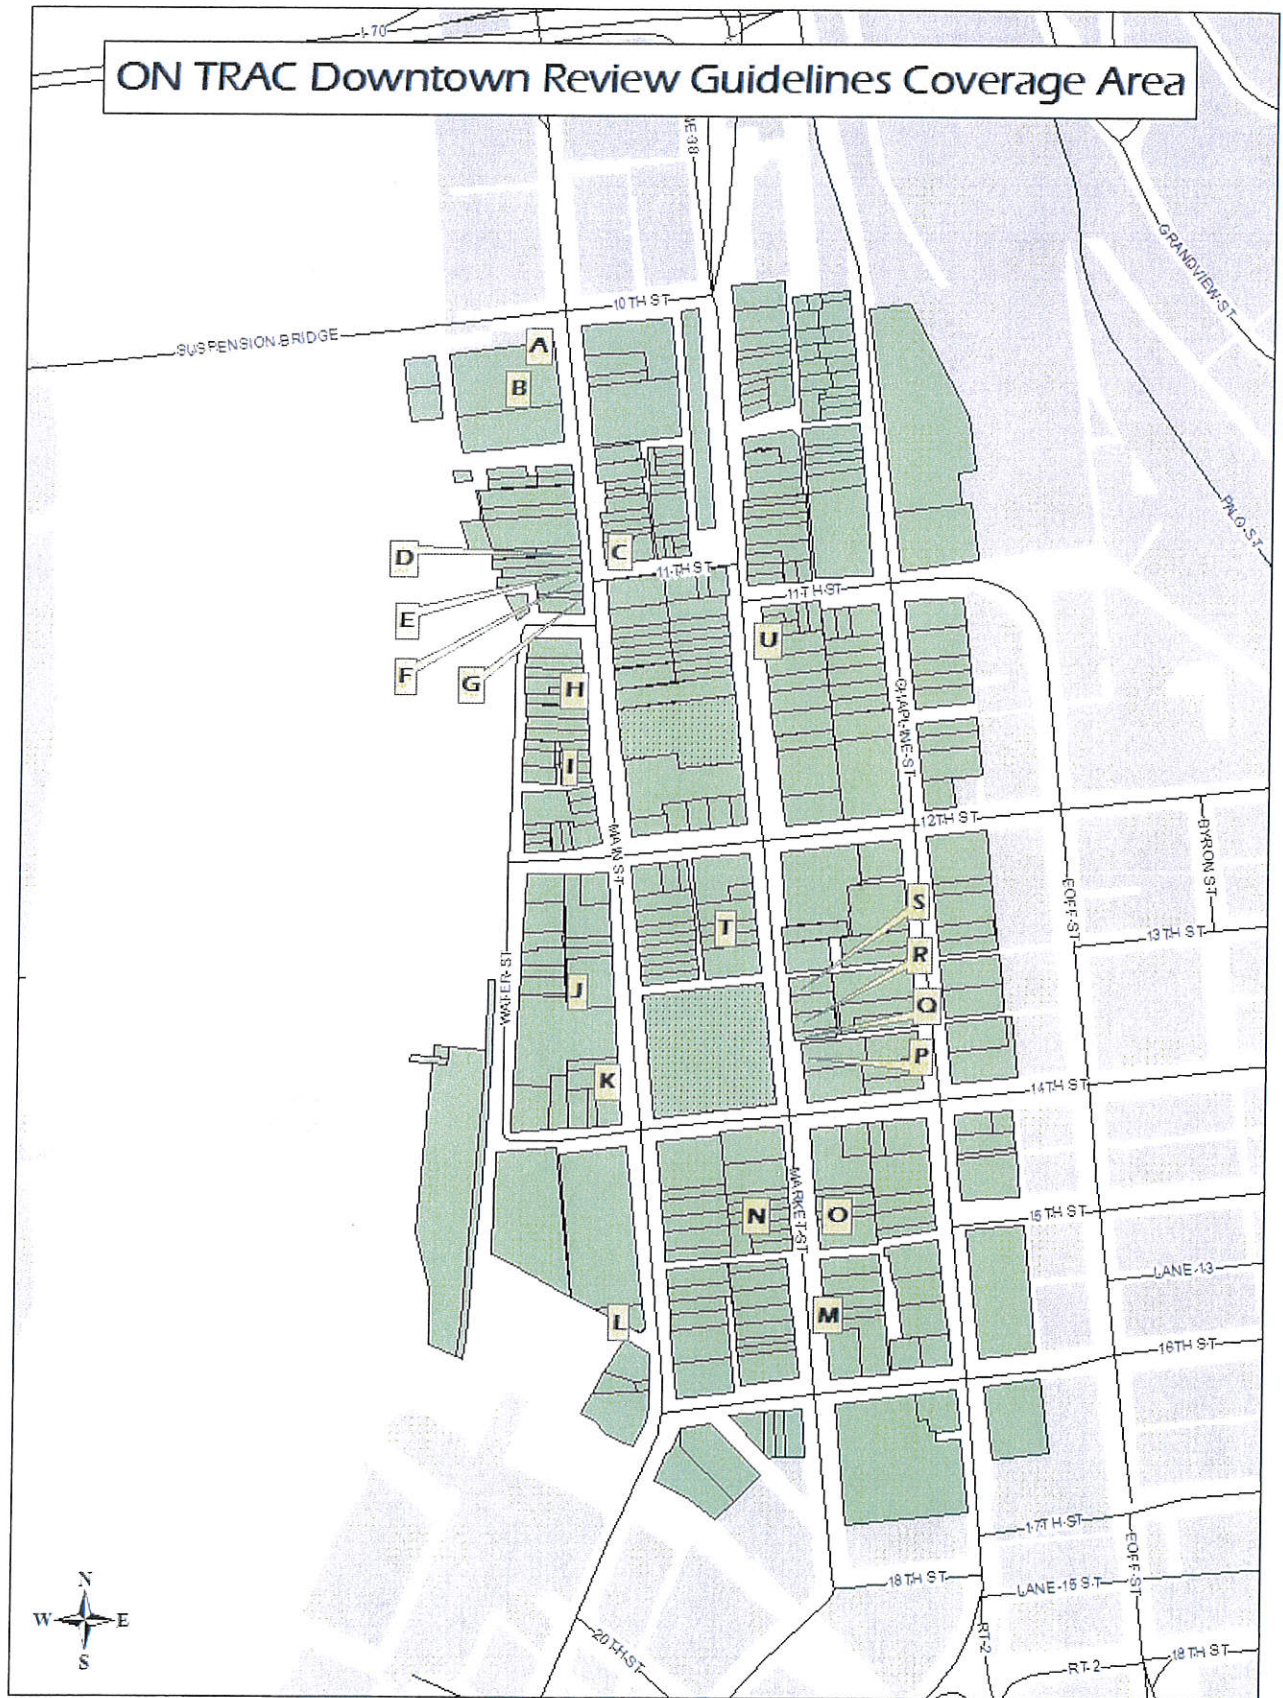 I-70
ON TRAC Downtown Review Guidelines Coverage Area
GRANDVIEW ST
10TH ST
SUSPENSION BRIDGE
A
B
PALO ST
D
C
11TH ST
11TH ST
E
F
G
U
H
CHAPLINE ST
I
12TH ST
MAIN ST
BYRON ST
S
EOFF ST
T
13TH ST
R
WATER ST
J
Q
P
K
14TH ST
MARKET ST
N
O
15TH ST
LANE-13
L
M
16TH ST
17TH ST
EOFF ST
18TH ST
LANE-15 ST
N
W E
S
20TH ST
RT-2
RT-2
18TH ST